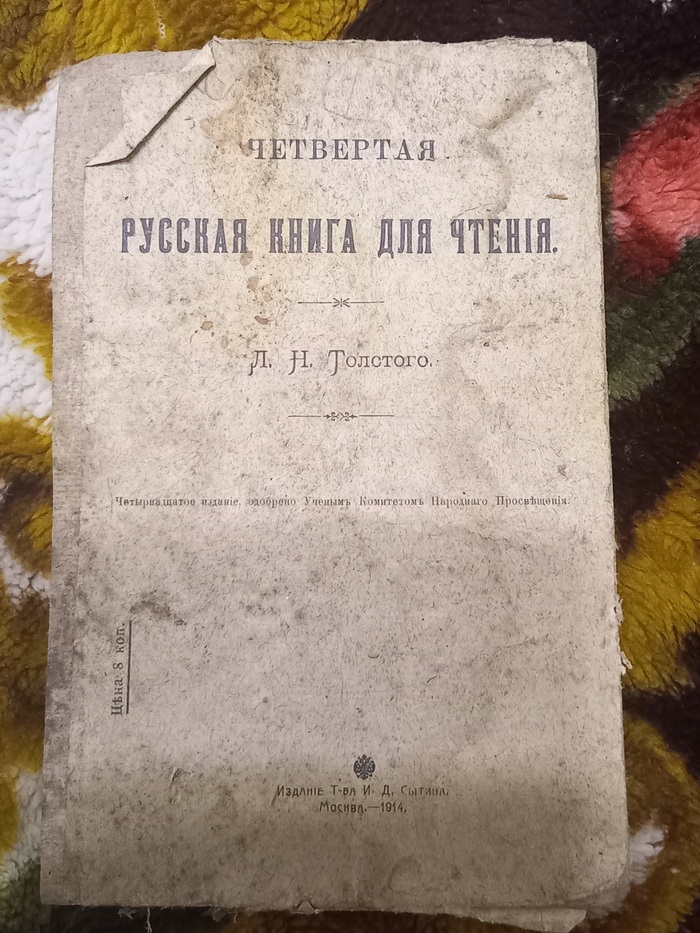 ЧЕТВЕРТАЯ
РУССКАЯ КНИГА ДЛЯ ЧТЕНІЯ.
Л. Н. Толстого.
Четырнадцатое изданіе, одобрено Ученымъ Комитетомъ Народнаго Просвѣщенія.
Цѣна 8 коп.
Изданіе Т-ва И. Д. Сытина.
Москва.—1914.